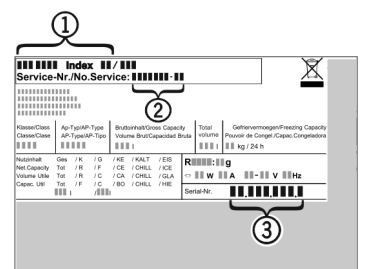 1
Index /
Service-Nr./No.Service: -
2
Klasse/Class Ap-Typ/AP-Type Bruttoinhalt/Gross Capacity Total Gefriervermoegen/Freezing Capacity
Classe/Clase AP-Type/AP-Tipo Volume Brut/Capacidad Bruta volume Pouvoir de Congel./Capac.Congeladora
l l kg / 24 h
Nutzinhalt Ges / K / G / KE / KALT / EIS R : g
Net.Capacity Tot / R / F / CE / CHILL / ICE W A - V Hz
Volume Utile Tot / R / C / CA / CHILL / GLA
Capac. Util Tot / F / C / BO / CHILL / HIE Serial-Nr. . . .
l / l
3